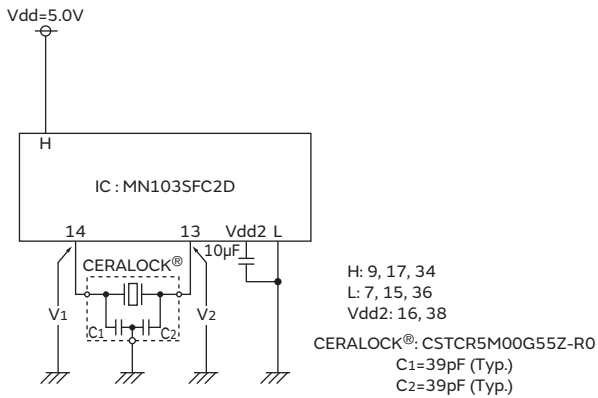 Vdd=5.0V
H
IC : MN103SFC2D
14
13
Vdd2
L
10μF
CERALOCK®
V1
V2
C1
C2
H: 9, 17, 34
L: 7, 15, 36
Vdd2: 16, 38
CERALOCK®: CSTCR5M00G55Z-R0
C1=39pF (Typ.)
C2=39pF (Typ.)